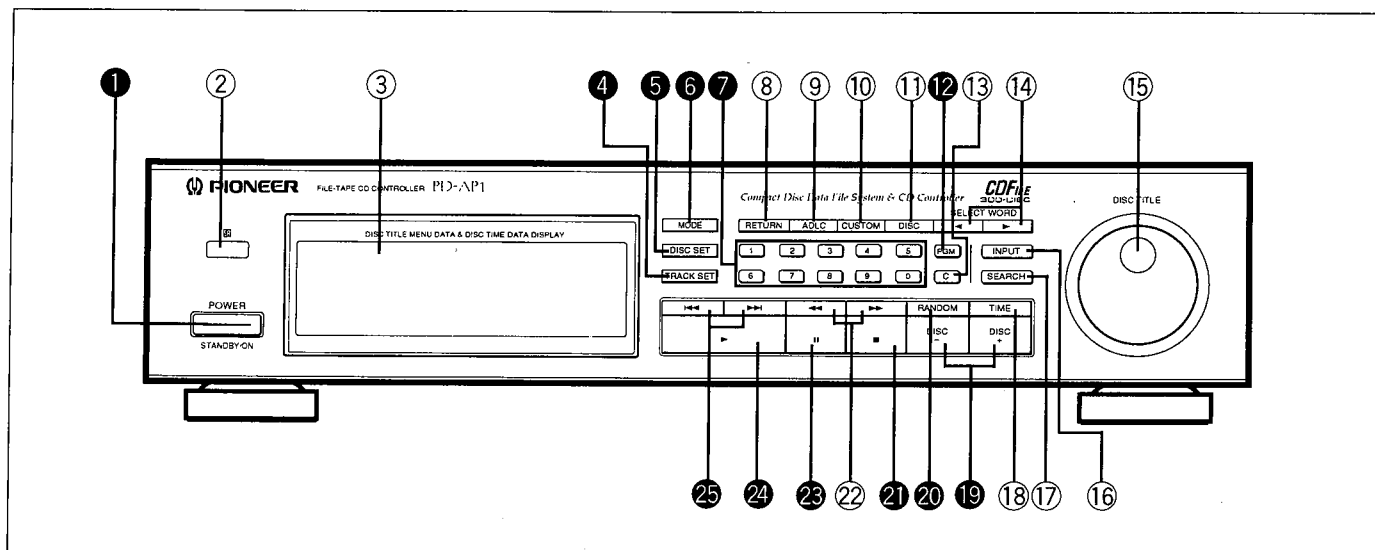 1 2 3 4 5 6 7 8 9 10 11 12 13 14 15
PIONEER FILE-TAPE CD CONTROLLER PD-AP1
Compact Disc Data File System & CD Controller
CDFILE
300-DISC
DISC TITLE
SELECT WORD
MODE RETURN ADLC CUSTOM DISC ◄ ►
DISC TITLE MENU DATA & DISC TIME DATA DISPLAY
DISC SET 1 2 3 4 5 PGM INPUT
TRACK SET 6 7 8 9 0 C SEARCH
POWER
STANDBY/ON
⏮ ⏭ ◄◄ ►► RANDOM TIME
► ⏸ ■ DISC − DISC +
25 24 23 22 21 20 19 18 17 16